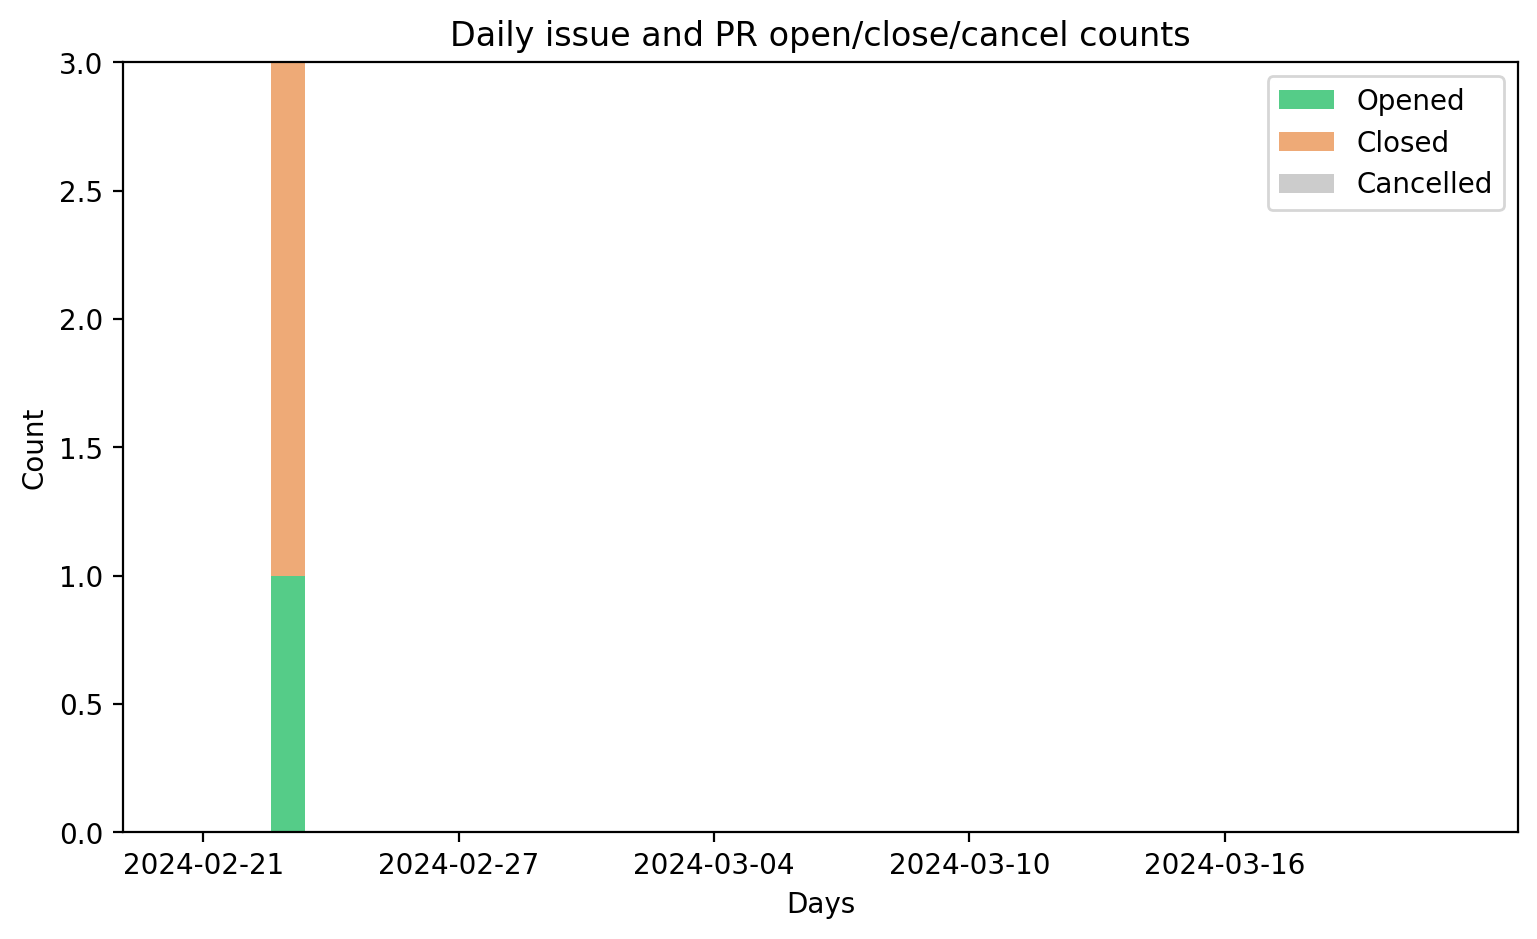 Daily issue and PR open/close/cancel counts
3.0
2.5
2.0
1.5
1.0
0.5
0.0
Count
Opened
Closed
Cancelled
2024-02-21
2024-02-27
2024-03-04
2024-03-10
2024-03-16
Days